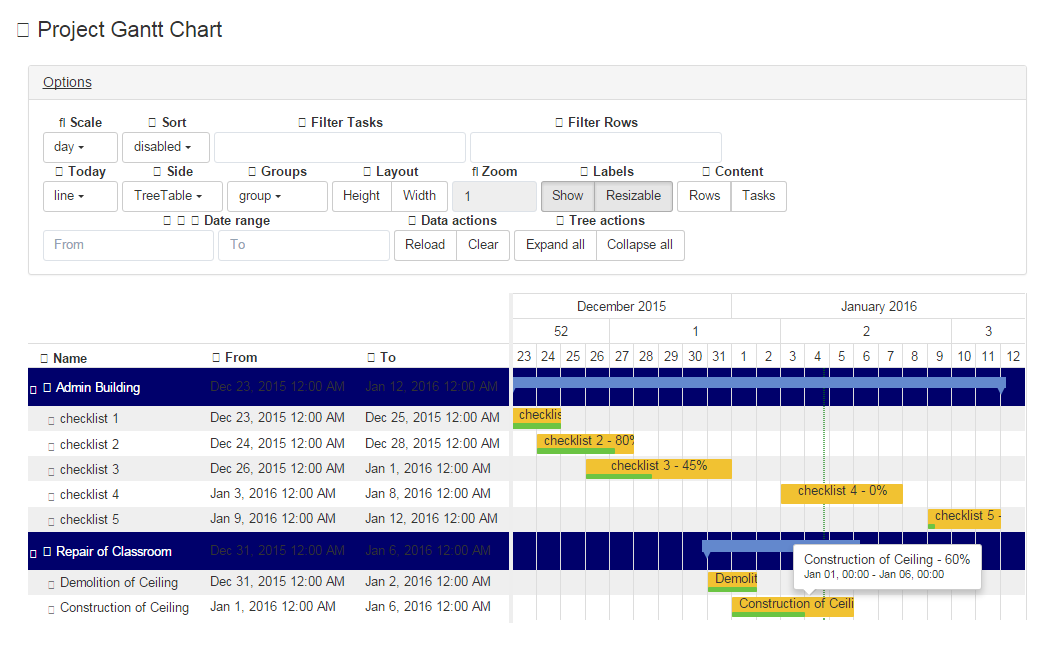 Project Gantt Chart
Options
Scale Sort Filter Tasks Filter Rows
day disabled
Today Side Groups Layout Zoom Labels Content
line TreeTable group Height Width 1 Show Resizable Rows Tasks
Date range Data actions Tree actions
From To Reload Clear Expand all Collapse all
December 2015 January 2016
52 1 2 3
Name From To 23 24 25 26 27 28 29 30 31 1 2 3 4 5 6 7 8 9 10 11 12
Admin Building Dec 23, 2015 12:00 AM Jan 12, 2016 12:00 AM
checklist 1 Dec 23, 2015 12:00 AM Dec 25, 2015 12:00 AM checklis
checklist 2 Dec 24, 2015 12:00 AM Dec 28, 2015 12:00 AM checklist 2 - 80%
checklist 3 Dec 26, 2015 12:00 AM Jan 1, 2016 12:00 AM checklist 3 - 45%
checklist 4 Jan 3, 2016 12:00 AM Jan 8, 2016 12:00 AM checklist 4 - 0%
checklist 5 Jan 9, 2016 12:00 AM Jan 12, 2016 12:00 AM checklist 5 -
Repair of Classroom Dec 31, 2015 12:00 AM Jan 6, 2016 12:00 AM
Construction of Ceiling - 60%
Jan 01, 00:00 - Jan 06, 00:00
Demolition of Ceiling Dec 31, 2015 12:00 AM Jan 2, 2016 12:00 AM Demolit
Construction of Ceiling Jan 1, 2016 12:00 AM Jan 6, 2016 12:00 AM Construction of Ceili